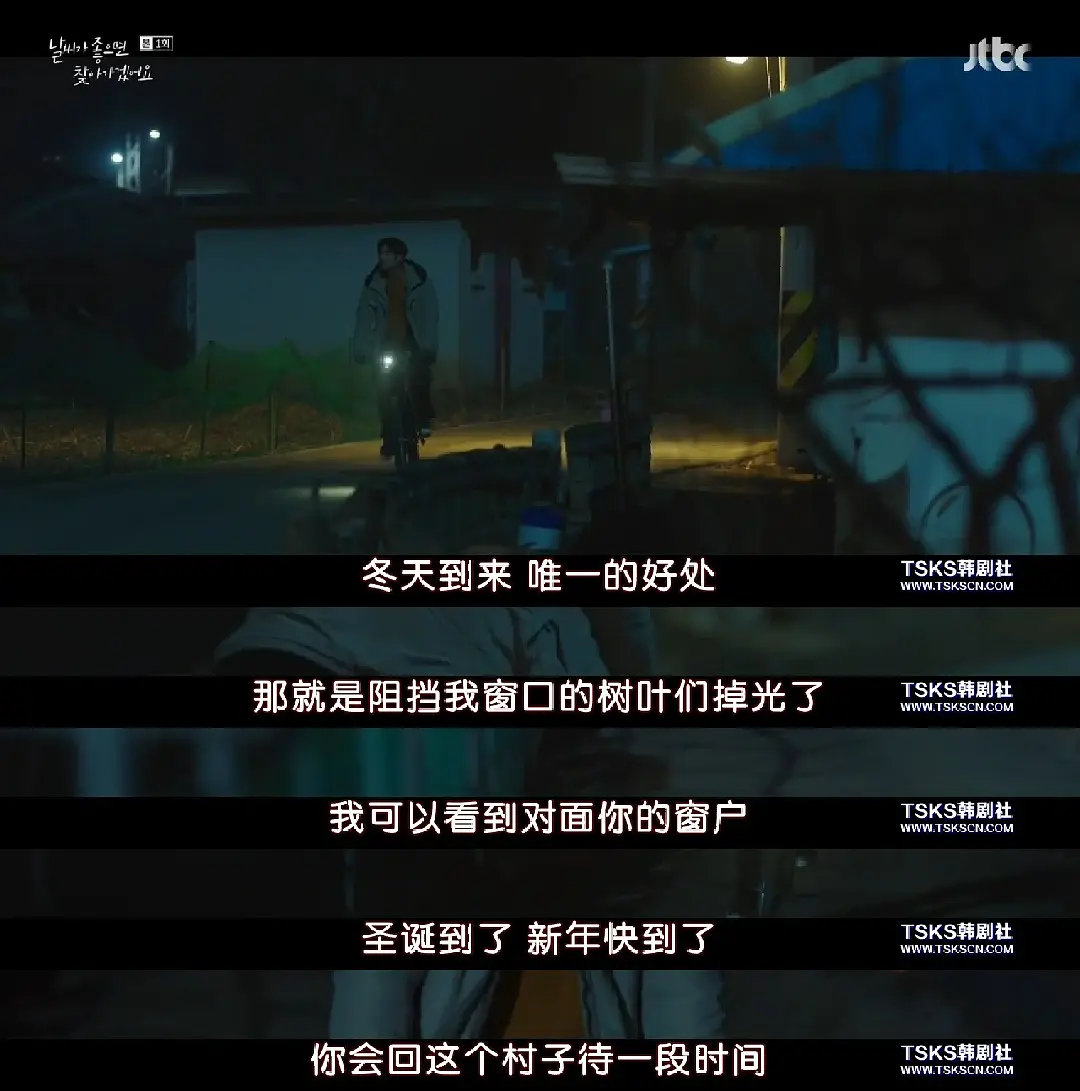 날씨가 좋으면 본 1회
찾아가겠어요
jtbc
冬天到来 唯一的好处
TSKS韩剧社
WWW.TSKSCN.COM
那就是阻挡我窗口的树叶们掉光了
TSKS韩剧社
WWW.TSKSCN.COM
我可以看到对面你的窗户
TSKS韩剧社
WWW.TSKSCN.COM
圣诞到了 新年快到了
TSKS韩剧社
WWW.TSKSCN.COM
你会回这个村子待一段时间
TSKS韩剧社
WWW.TSKSCN.COM